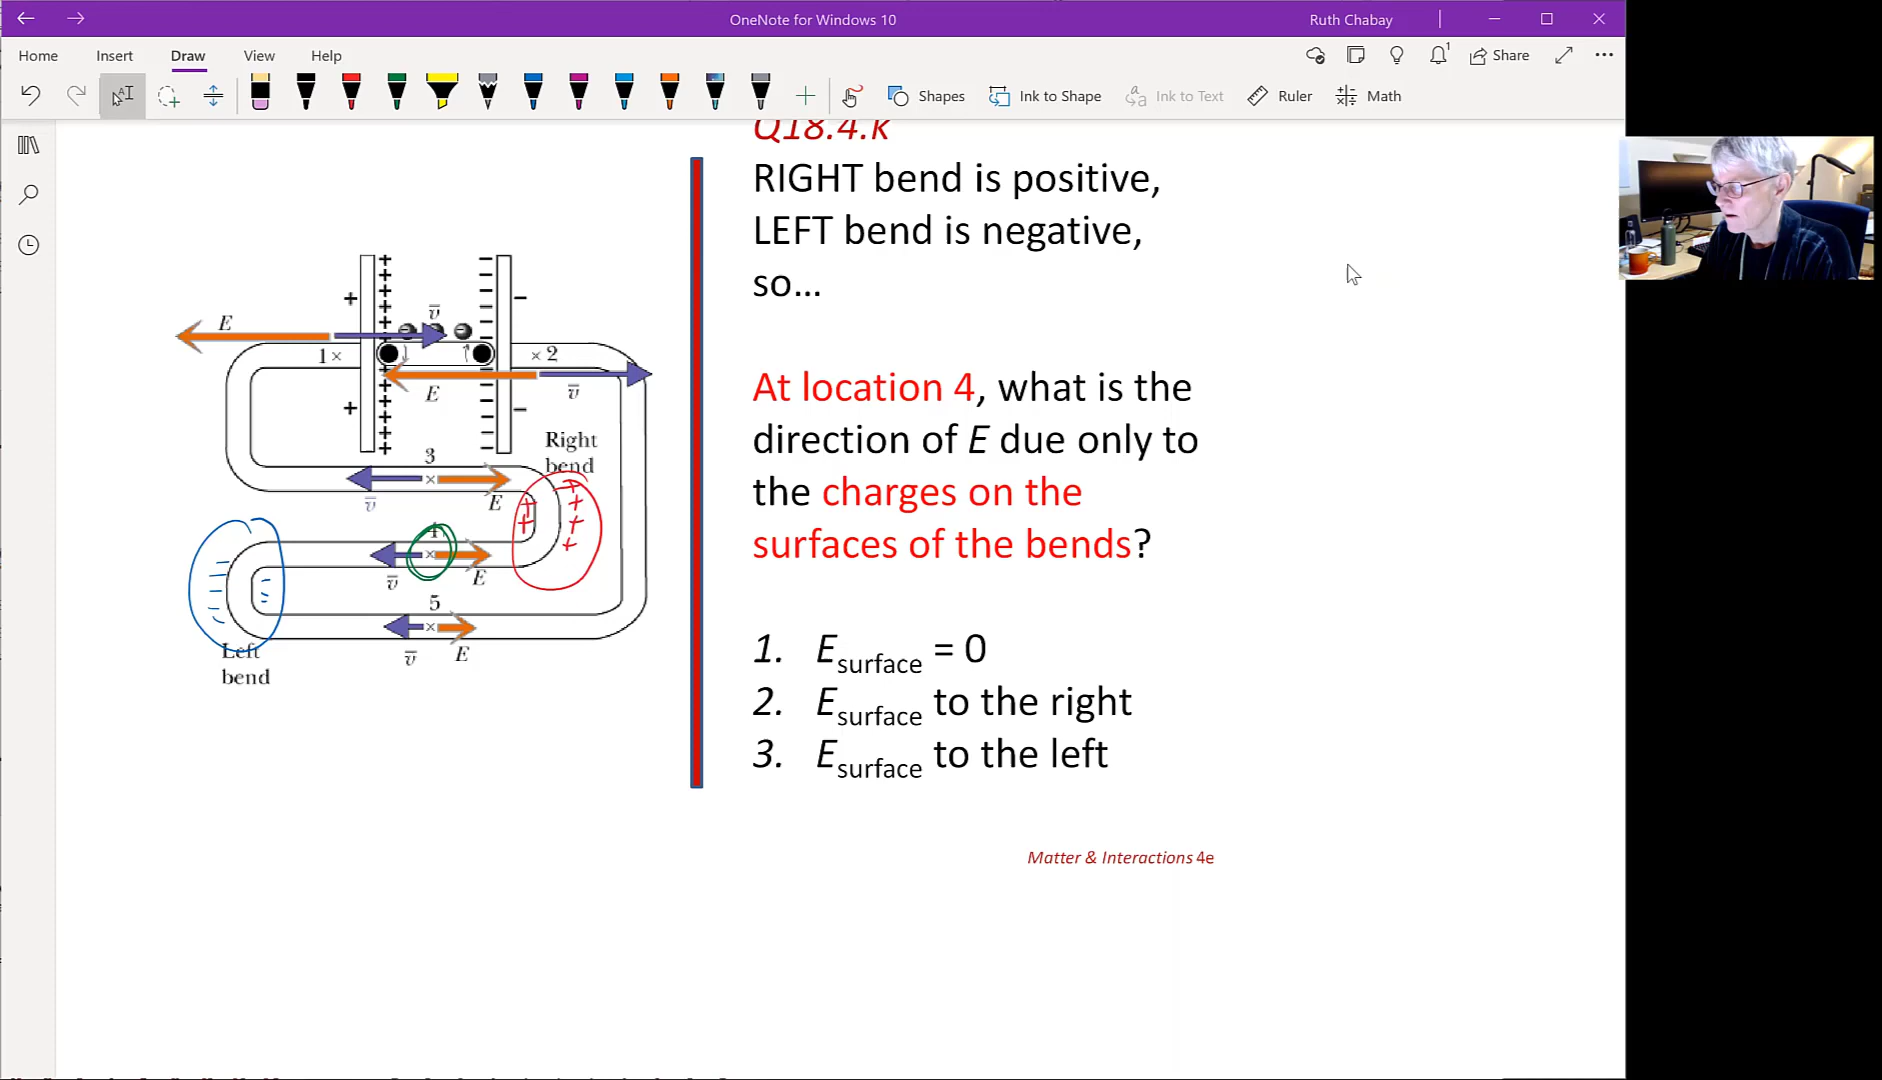 OneNote for Windows 10
Ruth Chabay
Home Insert Draw View Help
1 Share
Shapes Ink to Shape Ink to Text Ruler Math
Q18.4.k
RIGHT bend is positive,
LEFT bend is negative,
so...
At location 4, what is the
direction of E due only to
the charges on the
surfaces of the bends?
1. Esurface = 0
2. Esurface to the right
3. Esurface to the left
Matter & Interactions 4e
E
v̅
1 ×
× 2
E
v̅
Right
bend
3
×
v̅
E
4
×
v̅
E
5
×
v̅
E
Left
bend